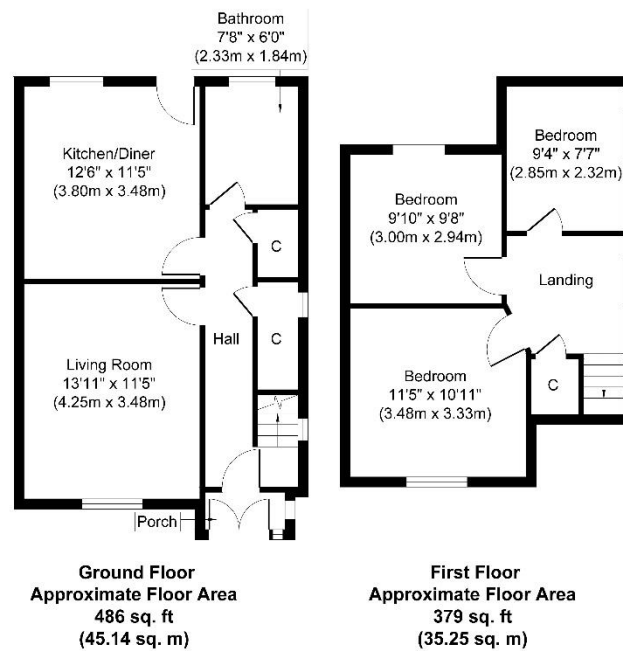 Bathroom
7'8" x 6'0"
(2.33m x 1.84m)
Kitchen/Diner
12'6" x 11'5"
(3.80m x 3.48m)
C
C
Hall
Living Room
13'11" x 11'5"
(4.25m x 3.48m)
Porch
Ground Floor
Approximate Floor Area
486 sq. ft
(45.14 sq. m)
Bedroom
9'4" x 7'7"
(2.85m x 2.32m)
Bedroom
9'10" x 9'8"
(3.00m x 2.94m)
Landing
Bedroom
11'5" x 10'11"
(3.48m x 3.33m)
C
First Floor
Approximate Floor Area
379 sq. ft
(35.25 sq. m)